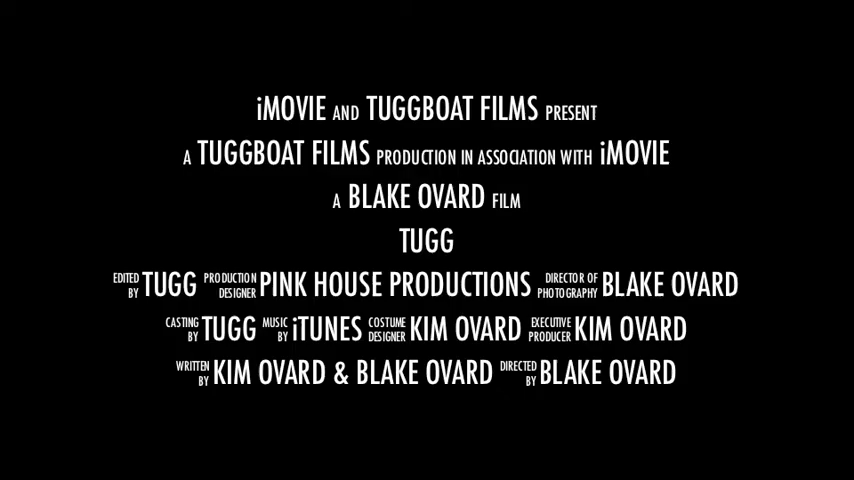 iMOVIE AND TUGGBOAT FILMS PRESENT
A TUGGBOAT FILMS PRODUCTION IN ASSOCIATION WITH iMOVIE
A BLAKE OVARD FILM
TUGG
EDITED BY TUGG PRODUCTION DESIGNER PINK HOUSE PRODUCTIONS DIRECTOR OF PHOTOGRAPHY BLAKE OVARD
CASTING BY TUGG MUSIC BY iTUNES COSTUME DESIGNER KIM OVARD EXECUTIVE PRODUCER KIM OVARD
WRITTEN BY KIM OVARD & BLAKE OVARD DIRECTED BY BLAKE OVARD